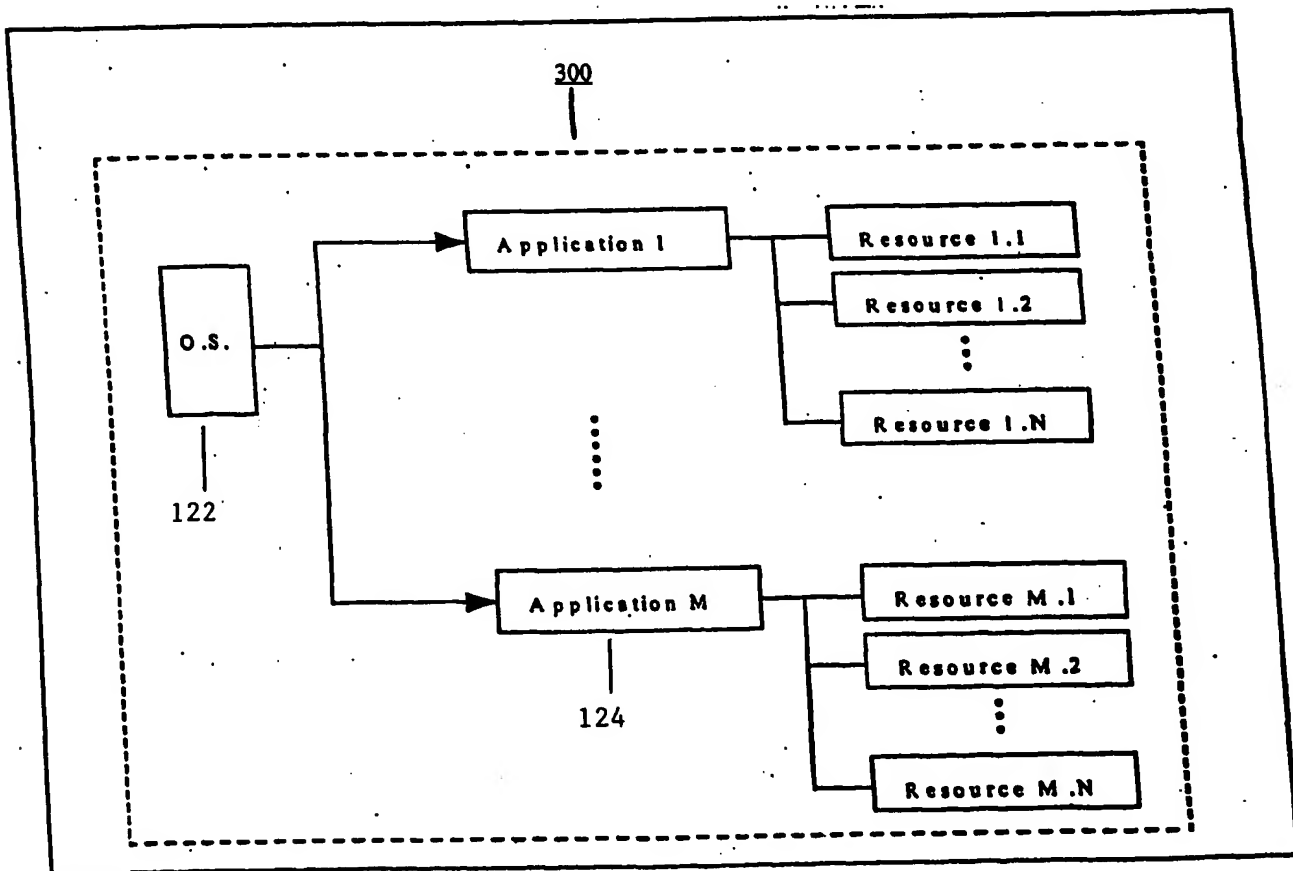 300
Application 1
Resource 1.1
Resource 1.2
O.S.
Resource 1.N
122
Application M
Resource M.1
Resource M.2
124
Resource M.N